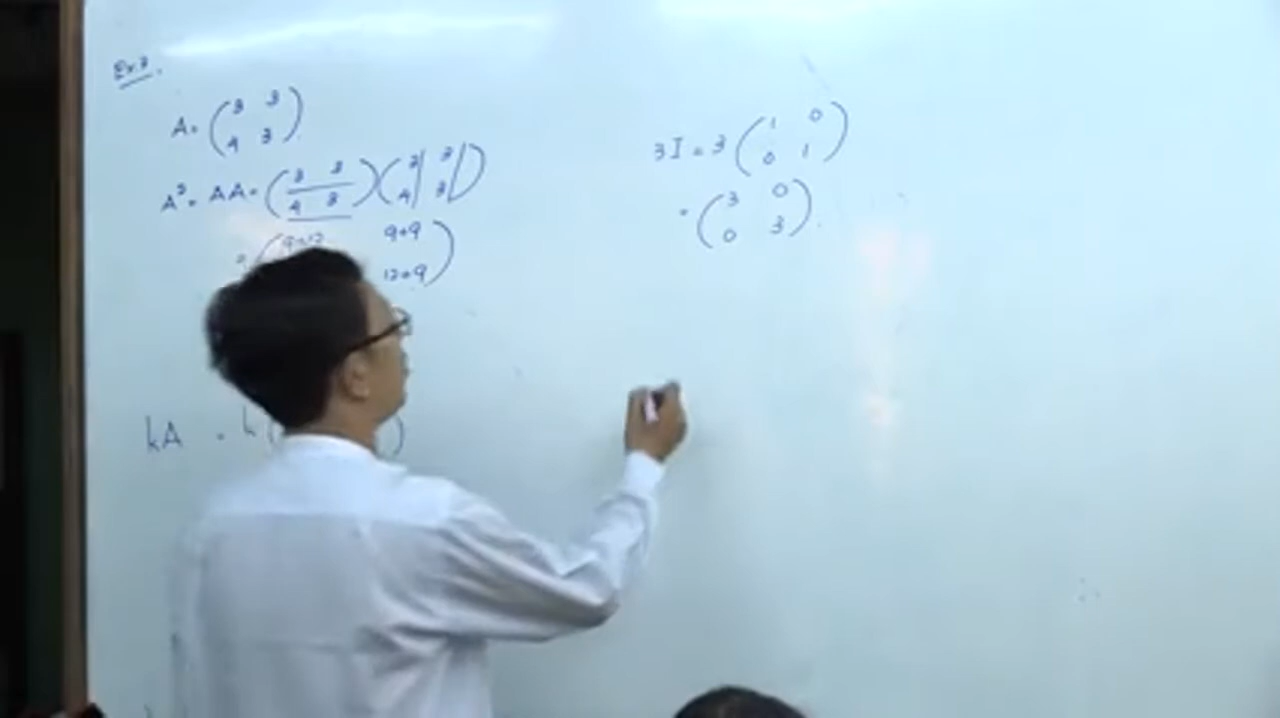 Ex 3.
A = (3 3
4 3)
A² = AA = (3 3
4 3)(3 3
4 3)
= (9+12 9+9
12+9)
kA = k(
)
3I = 3 (1 0
0 1)
= (3 0
0 3).